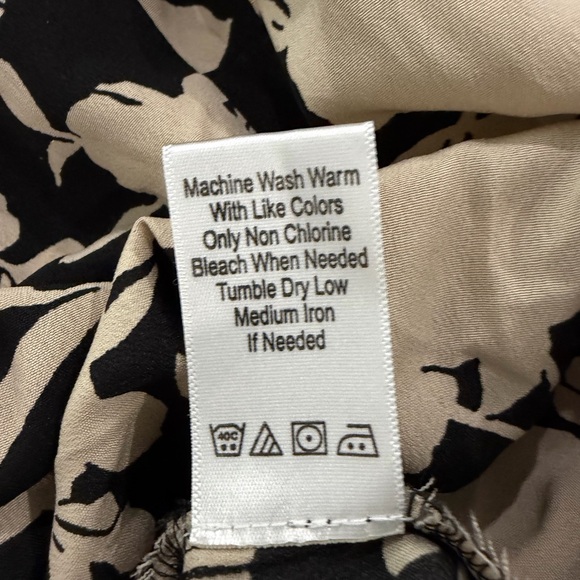 Machine Wash Warm
With Like Colors
Only Non Chlorine
Bleach When Needed
Tumble Dry Low
Medium Iron
If Needed
40C